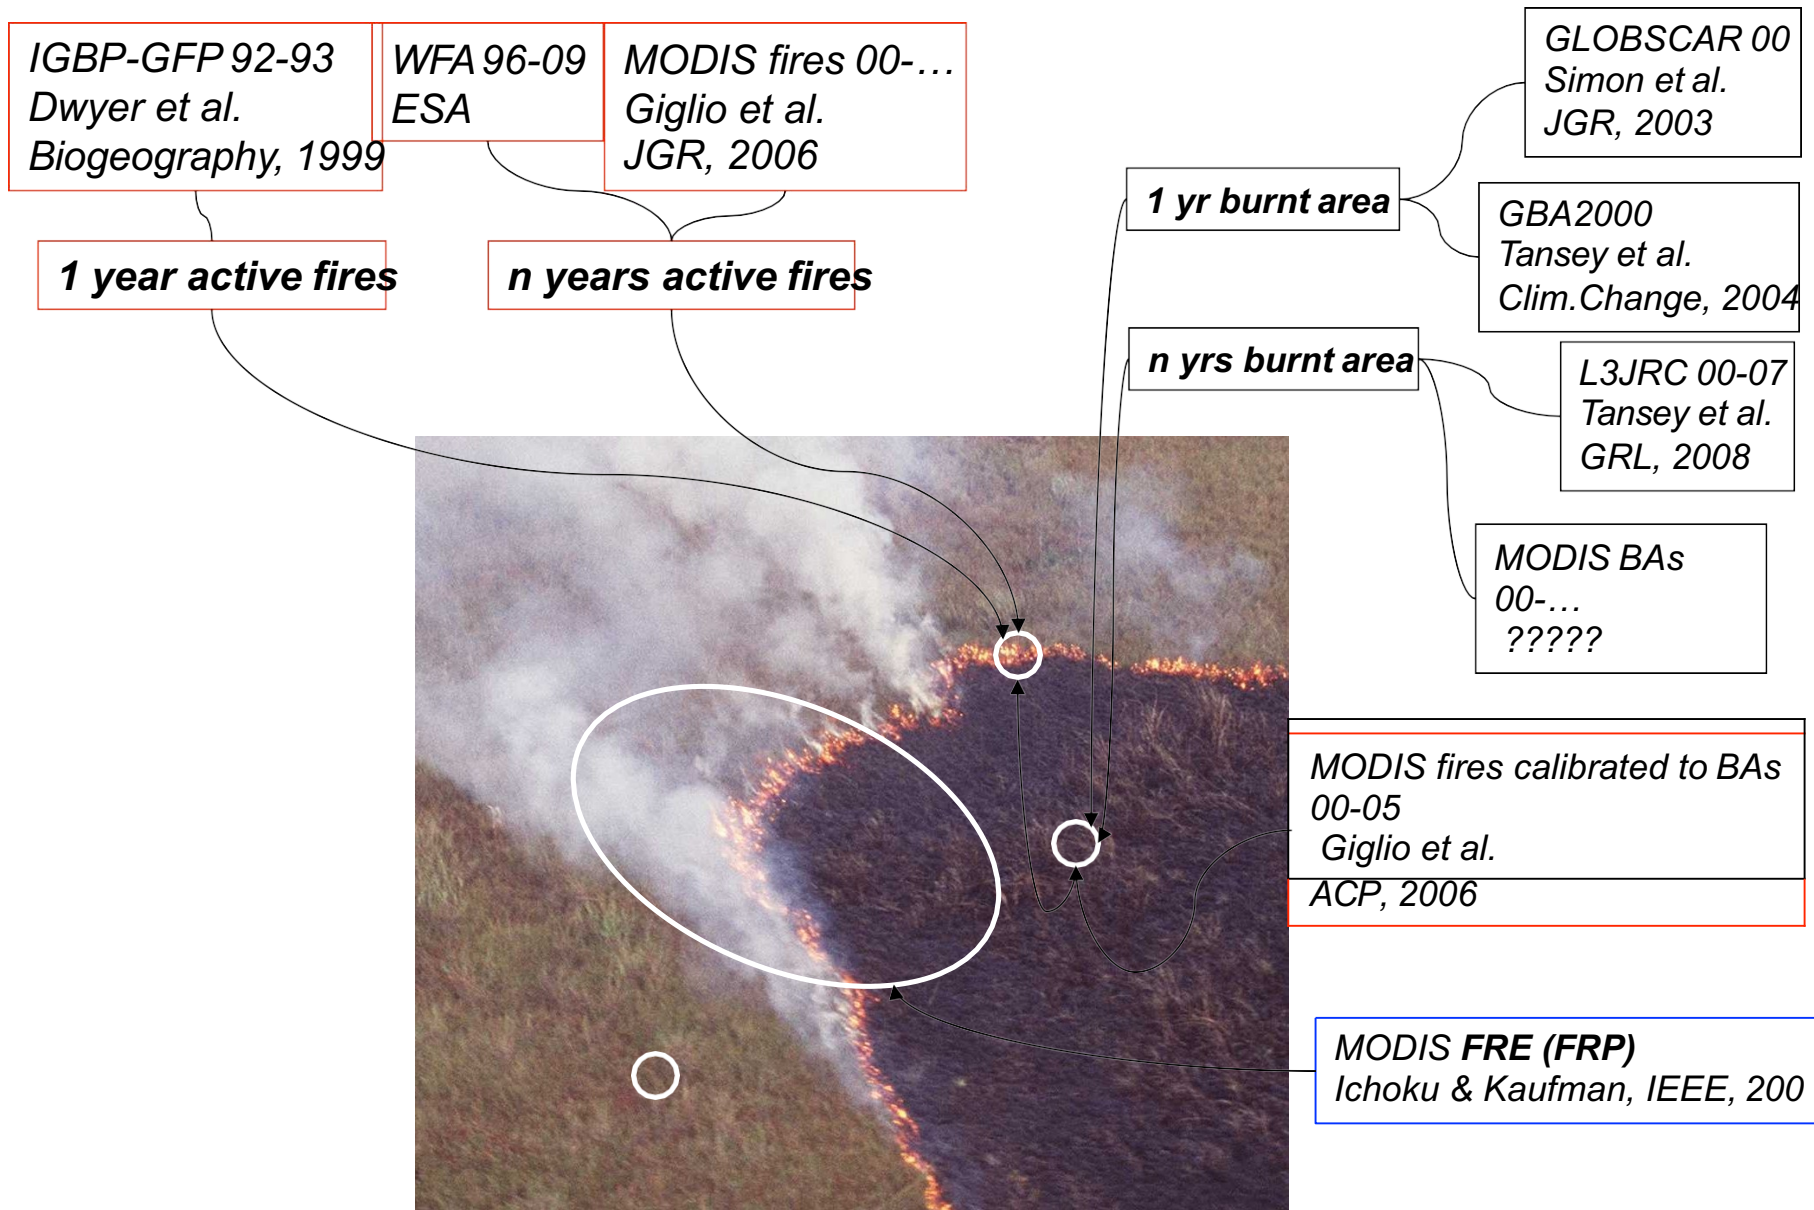 IGBP-GFP 92-93
Dwyer et al.
Biogeography, 1999
WFA 96-09
ESA
MODIS fires 00-…
Giglio et al.
JGR, 2006
1 year active fires
n years active fires
GLOBSCAR 00
Simon et al.
JGR, 2003
1 yr burnt area
GBA2000
Tansey et al.
Clim.Change, 2004
n yrs burnt area
L3JRC 00-07
Tansey et al.
GRL, 2008
MODIS BAs
00-…
?????
MODIS fires calibrated to BAs
00-05
Giglio et al.
ACP, 2006
MODIS FRE (FRP)
Ichoku & Kaufman, IEEE, 200